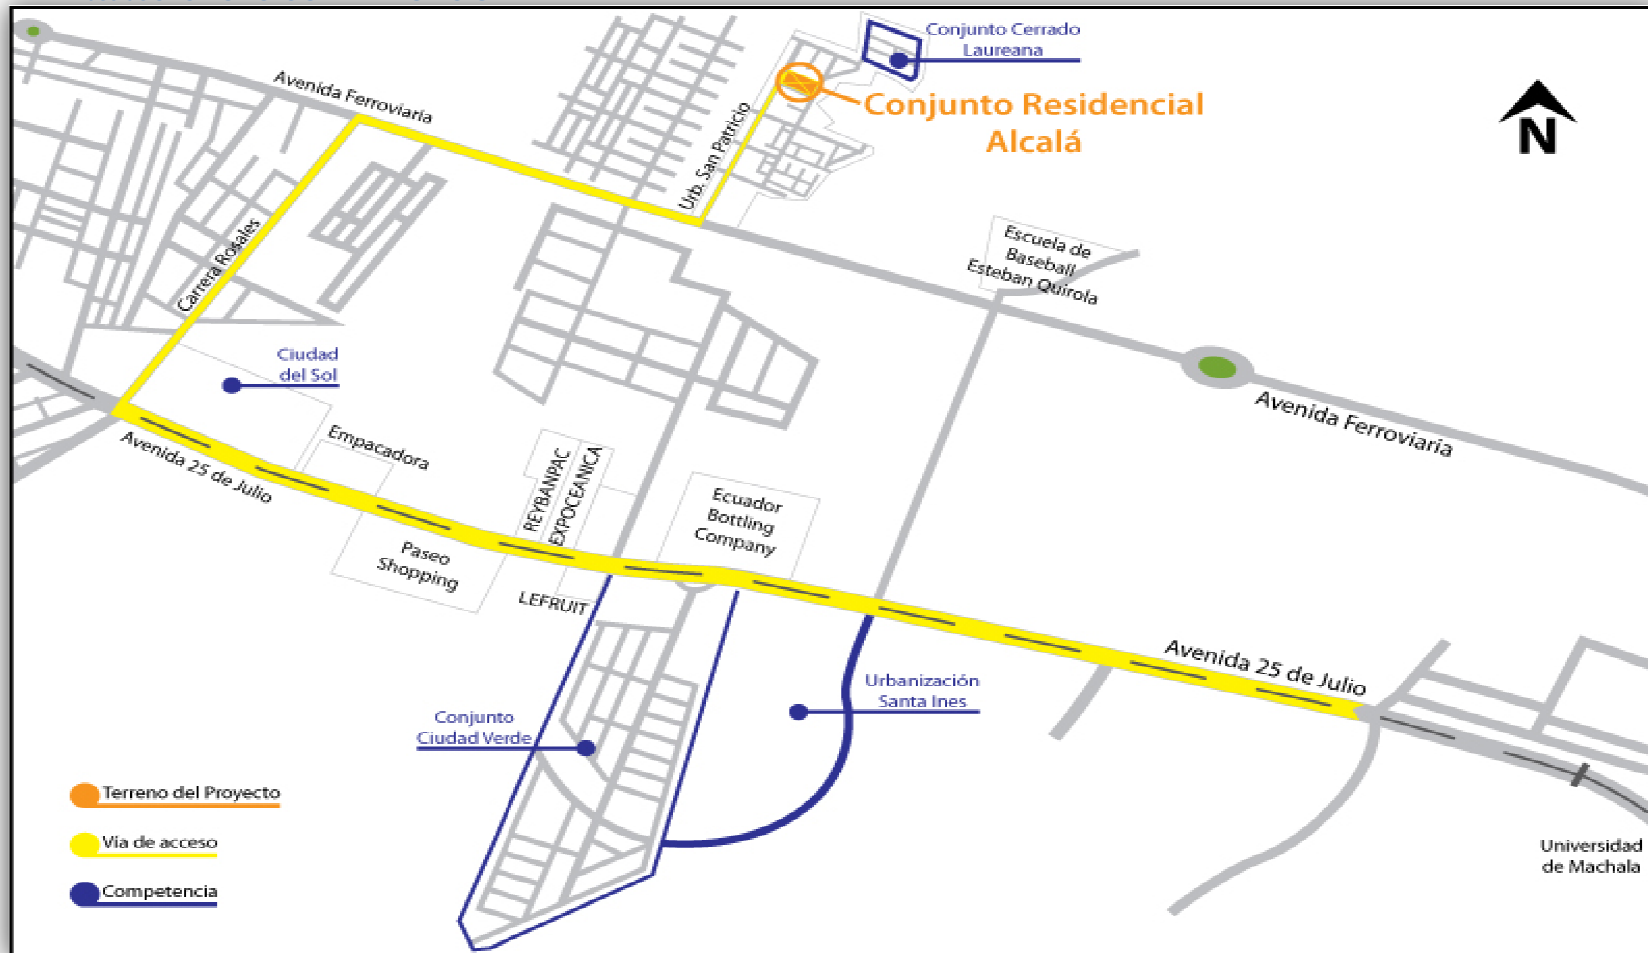 Conjunto Cerrado
Laureana
Avenida Ferroviaria
Conjunto Residencial
Alcalá
N
Urb. San Patricio
Carrera Rosales
Escuela de
Baseball
Esteban Quirola
Ciudad
del Sol
Avenida Ferroviaria
Empacadora
Avenida 25 de Julio
REYBANPAC
EXPOCEANICA
Ecuador
Bottling
Company
Paseo
Shopping
LEFRUIT
Avenida 25 de Julio
Urbanización
Santa Ines
Conjunto
Ciudad Verde
Terreno del Proyecto
Via de acceso
Competencia
Universidad
de Machala